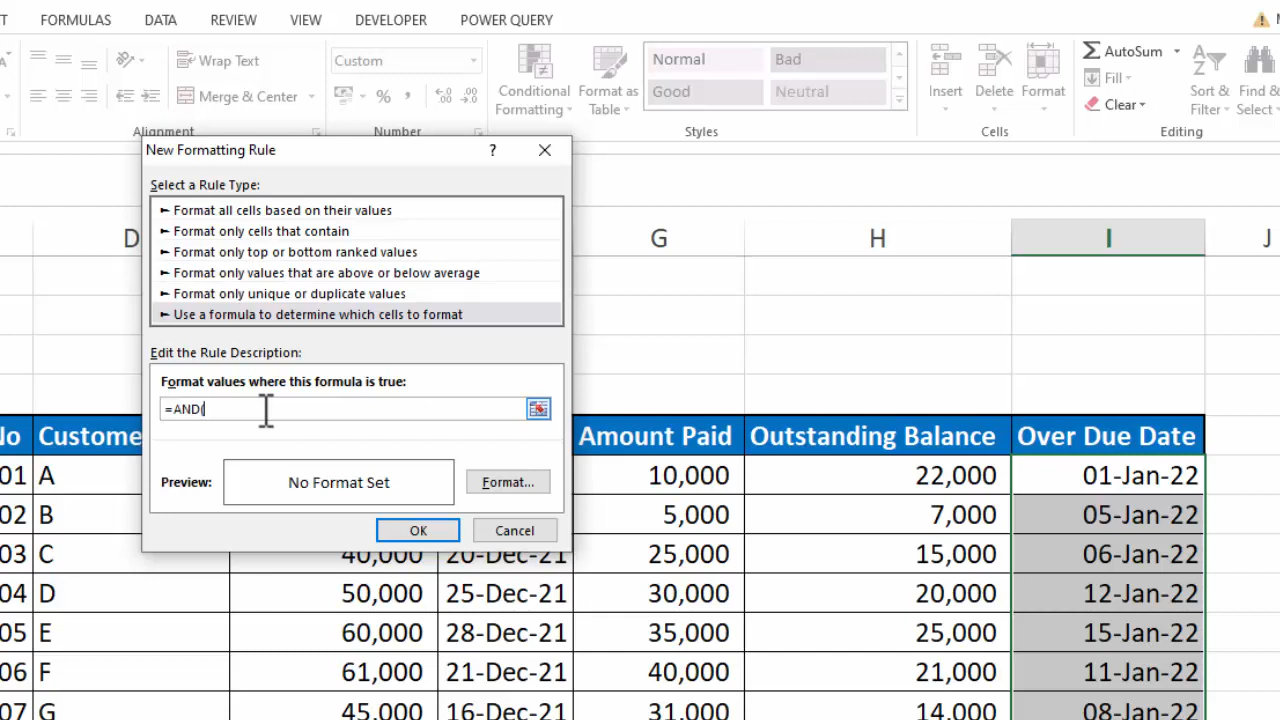 FORMULAS DATA REVIEW VIEW DEVELOPER POWER QUERY
Wrap Text
Merge & Center
Alignment
Custom
%
Number
Conditional Formatting
Format as Table
Normal Bad
Good Neutral
Styles
Insert Delete Format
Cells
AutoSum
Fill
Clear
Sort & Filter
Find & Select
Editing
New Formatting Rule ? ×
Select a Rule Type:
► Format all cells based on their values
► Format only cells that contain
► Format only top or bottom ranked values
► Format only values that are above or below average
► Format only unique or duplicate values
► Use a formula to determine which cells to format
Edit the Rule Description:
Format values where this formula is true:
=AND(
Preview: No Format Set Format...
OK Cancel
D G H I J
No Custome Amount Paid Outstanding Balance Over Due Date
01 A 10,000 22,000 01-Jan-22
02 B 5,000 7,000 05-Jan-22
03 C 40,000 20-Dec-21 25,000 15,000 06-Jan-22
04 D 50,000 25-Dec-21 30,000 20,000 12-Jan-22
05 E 60,000 28-Dec-21 35,000 25,000 15-Jan-22
06 F 61,000 21-Dec-21 40,000 21,000 11-Jan-22
07 G 45,000 16-Dec-21 31,000 14,000 08-Jan-22